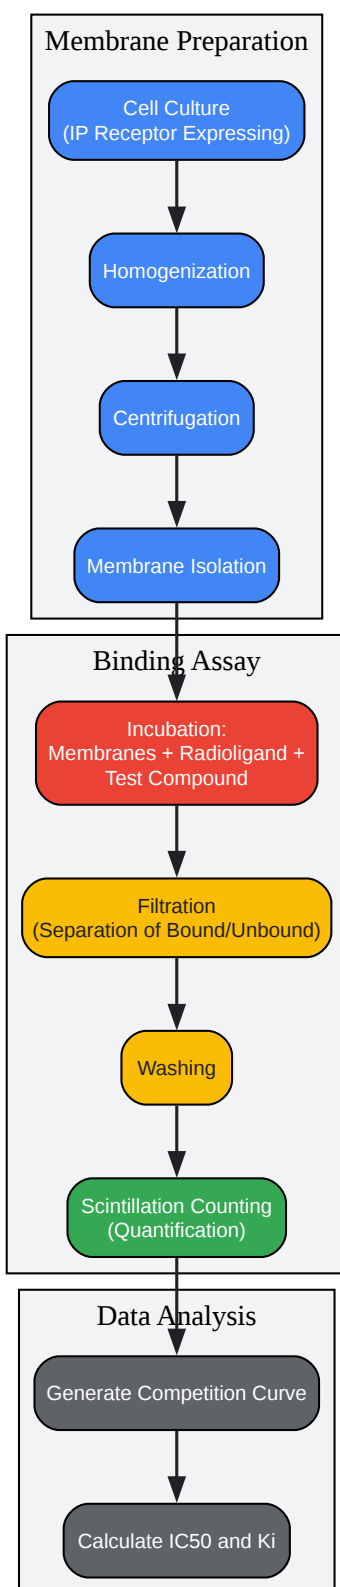 Membrane Preparation
Cell Culture
(IP Receptor Expressing)
Homogenization
Centrifugation
Membrane Isolation
Binding Assay
Incubation:
Membranes + Radioligand +
Test Compound
Filtration
(Separation of Bound/Unbound)
Washing
Scintillation Counting
(Quantification)
Data Analysis
Generate Competition Curve
Calculate IC50 and Ki